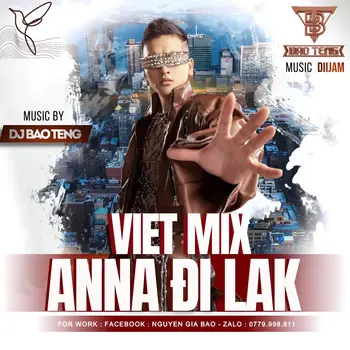 BAO TENG
MUSIC DIIJAM
MUSIC BY
DJ BAO TENG
VIET MIX
ANNA ĐI LAK
FOR WORK : FACEBOOK : NGUYEN GIA BAO - ZALO : 0779.998.811